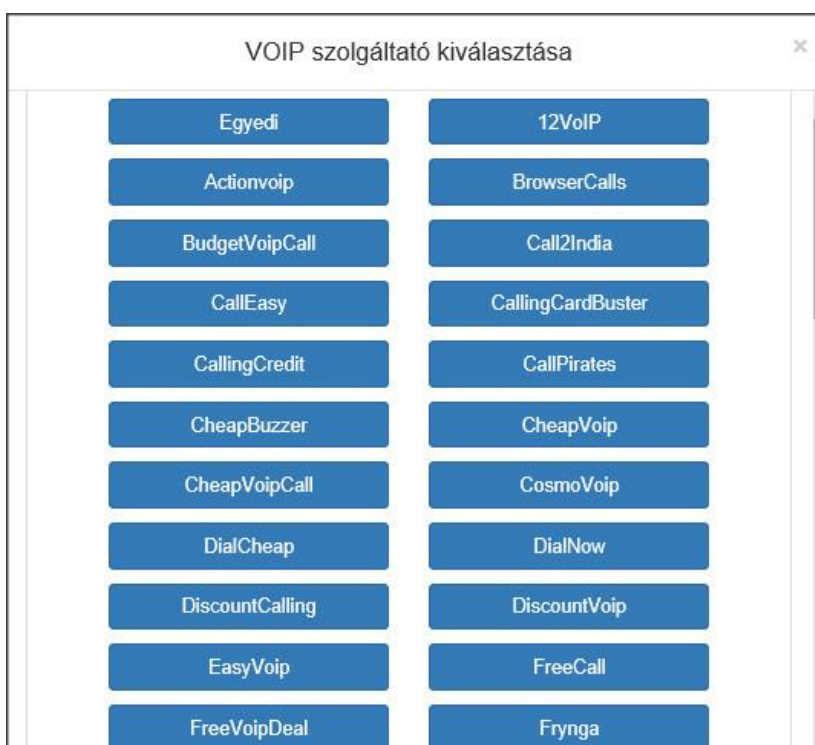 VOIP szolgáltató kiválasztása ×
Egyedi 12VoIP
Actionvoip BrowserCalls
BudgetVoipCall Call2India
CallEasy CallingCardBuster
CallingCredit CallPirates
CheapBuzzer CheapVoip
CheapVoipCall CosmoVoip
DialCheap DialNow
DiscountCalling DiscountVoip
EasyVoip FreeCall
FreeVoipDeal Frynga